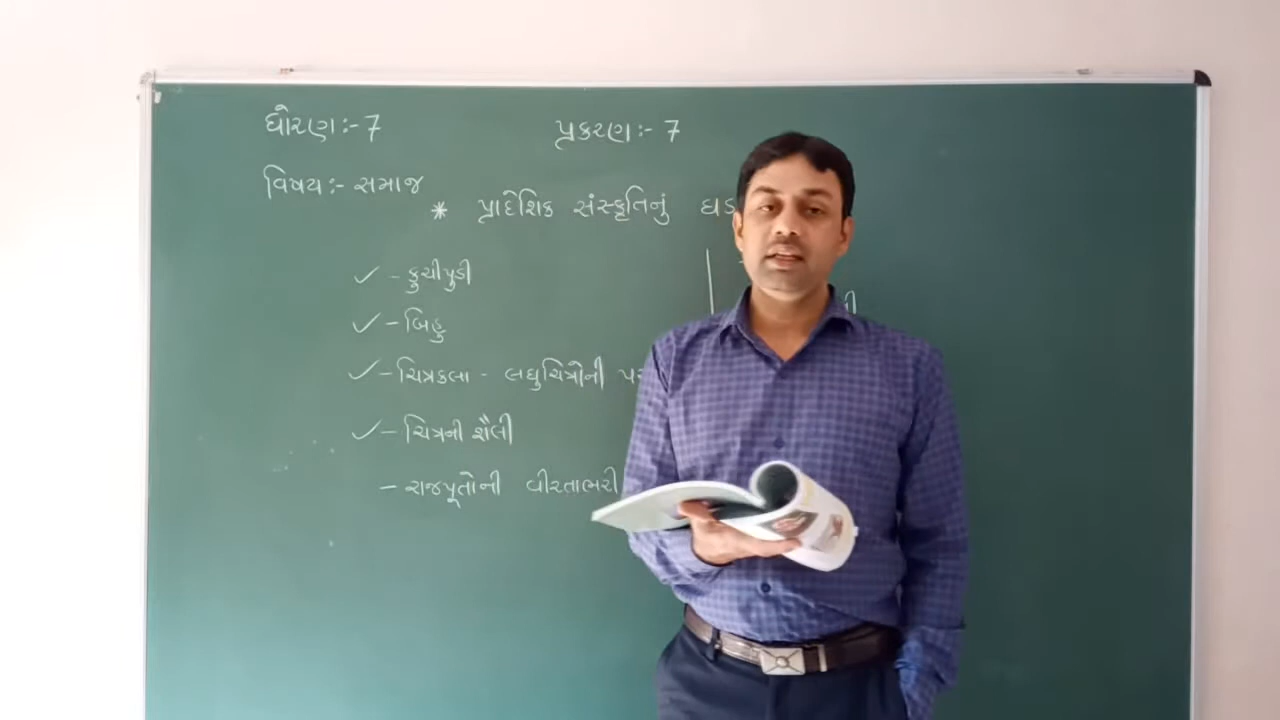 ધોરણ:- 7 પ્રકરણ:- 7
વિષય:- સમાજ
* પ્રાદેશિક સંસ્કૃતિનું
✓ - કુચીપુડી
✓ - બિહુ
✓ - ચિત્રકલા - લઘુચિત્રોની
✓ - ચિત્રની શૈલી
- રાજપૂતોની વીરતાભરી